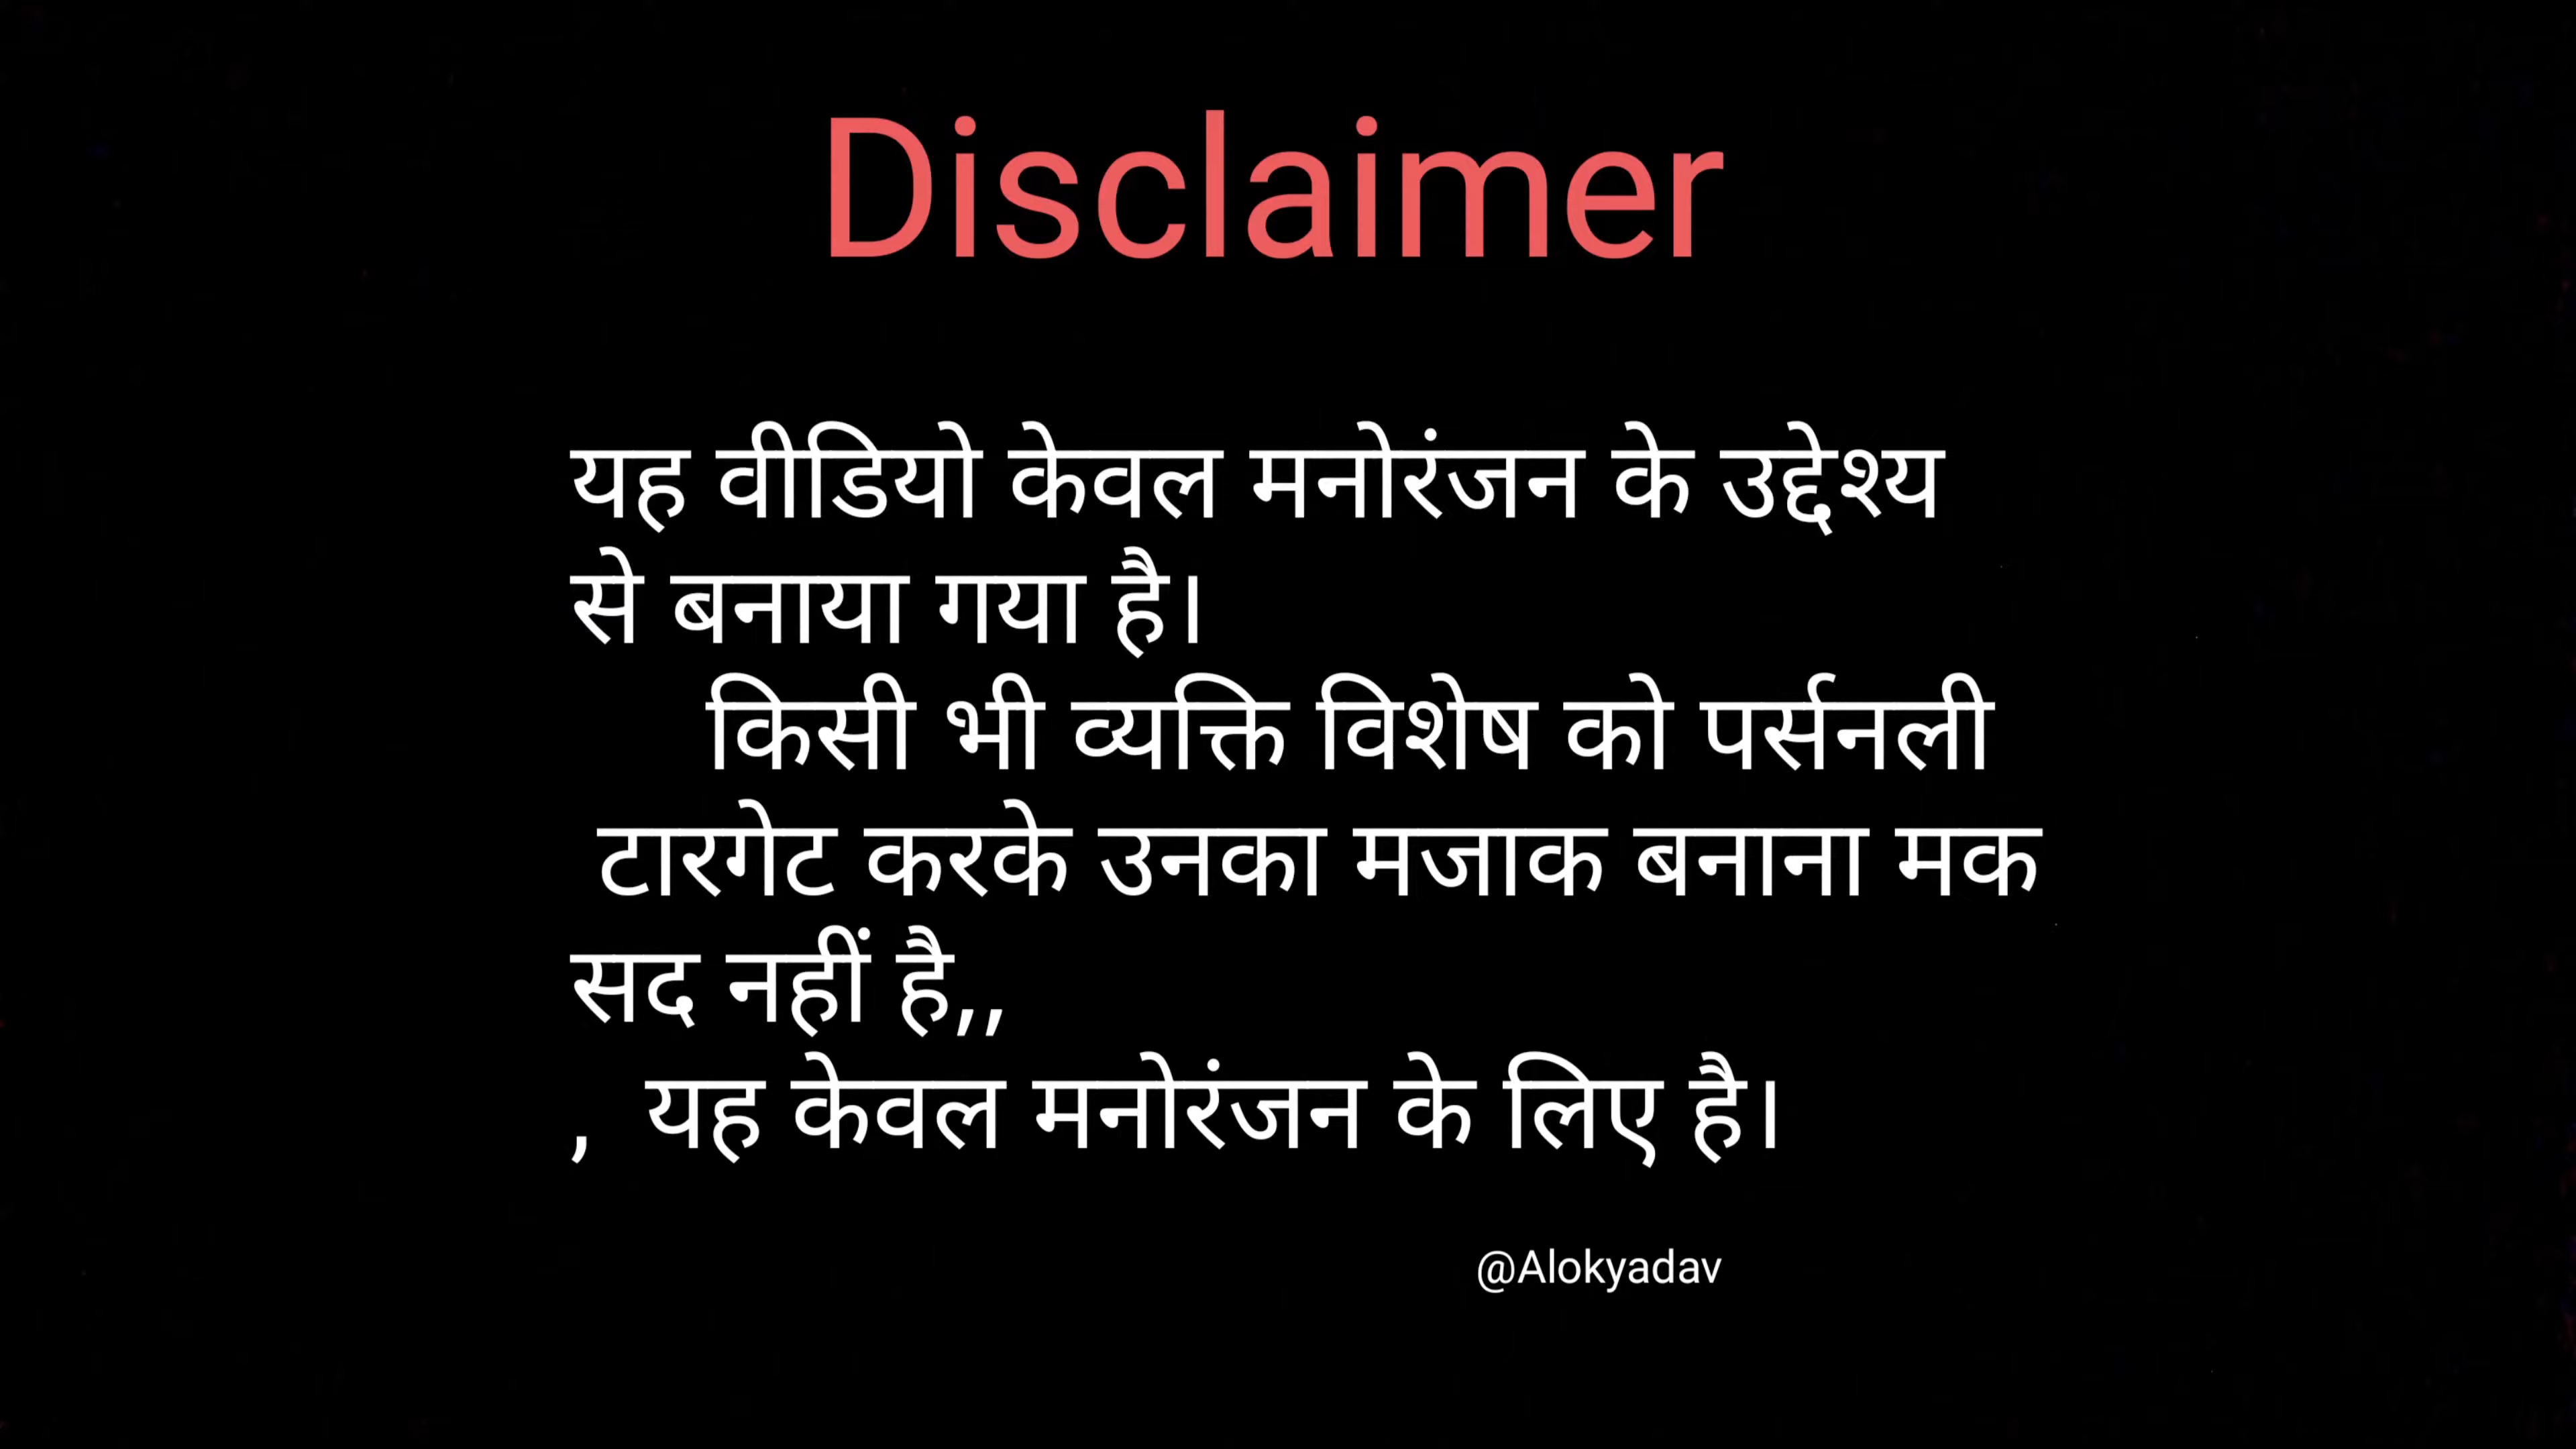 Disclaimer
यह वीडियो केवल मनोरंजन के उद्देश्य
से बनाया गया है।
किसी भी व्यक्ति विशेष को पर्सनली
टारगेट करके उनका मजाक बनाना मक
सद नहीं है,,
, यह केवल मनोरंजन के लिए है।
@Alokyadav